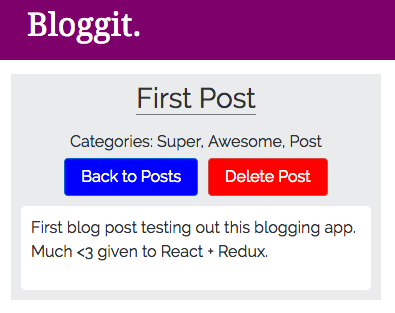 Bloggit.
First Post
Categories: Super, Awesome, Post
Back to Posts Delete Post
First blog post testing out this blogging app.
Much <3 given to React + Redux.